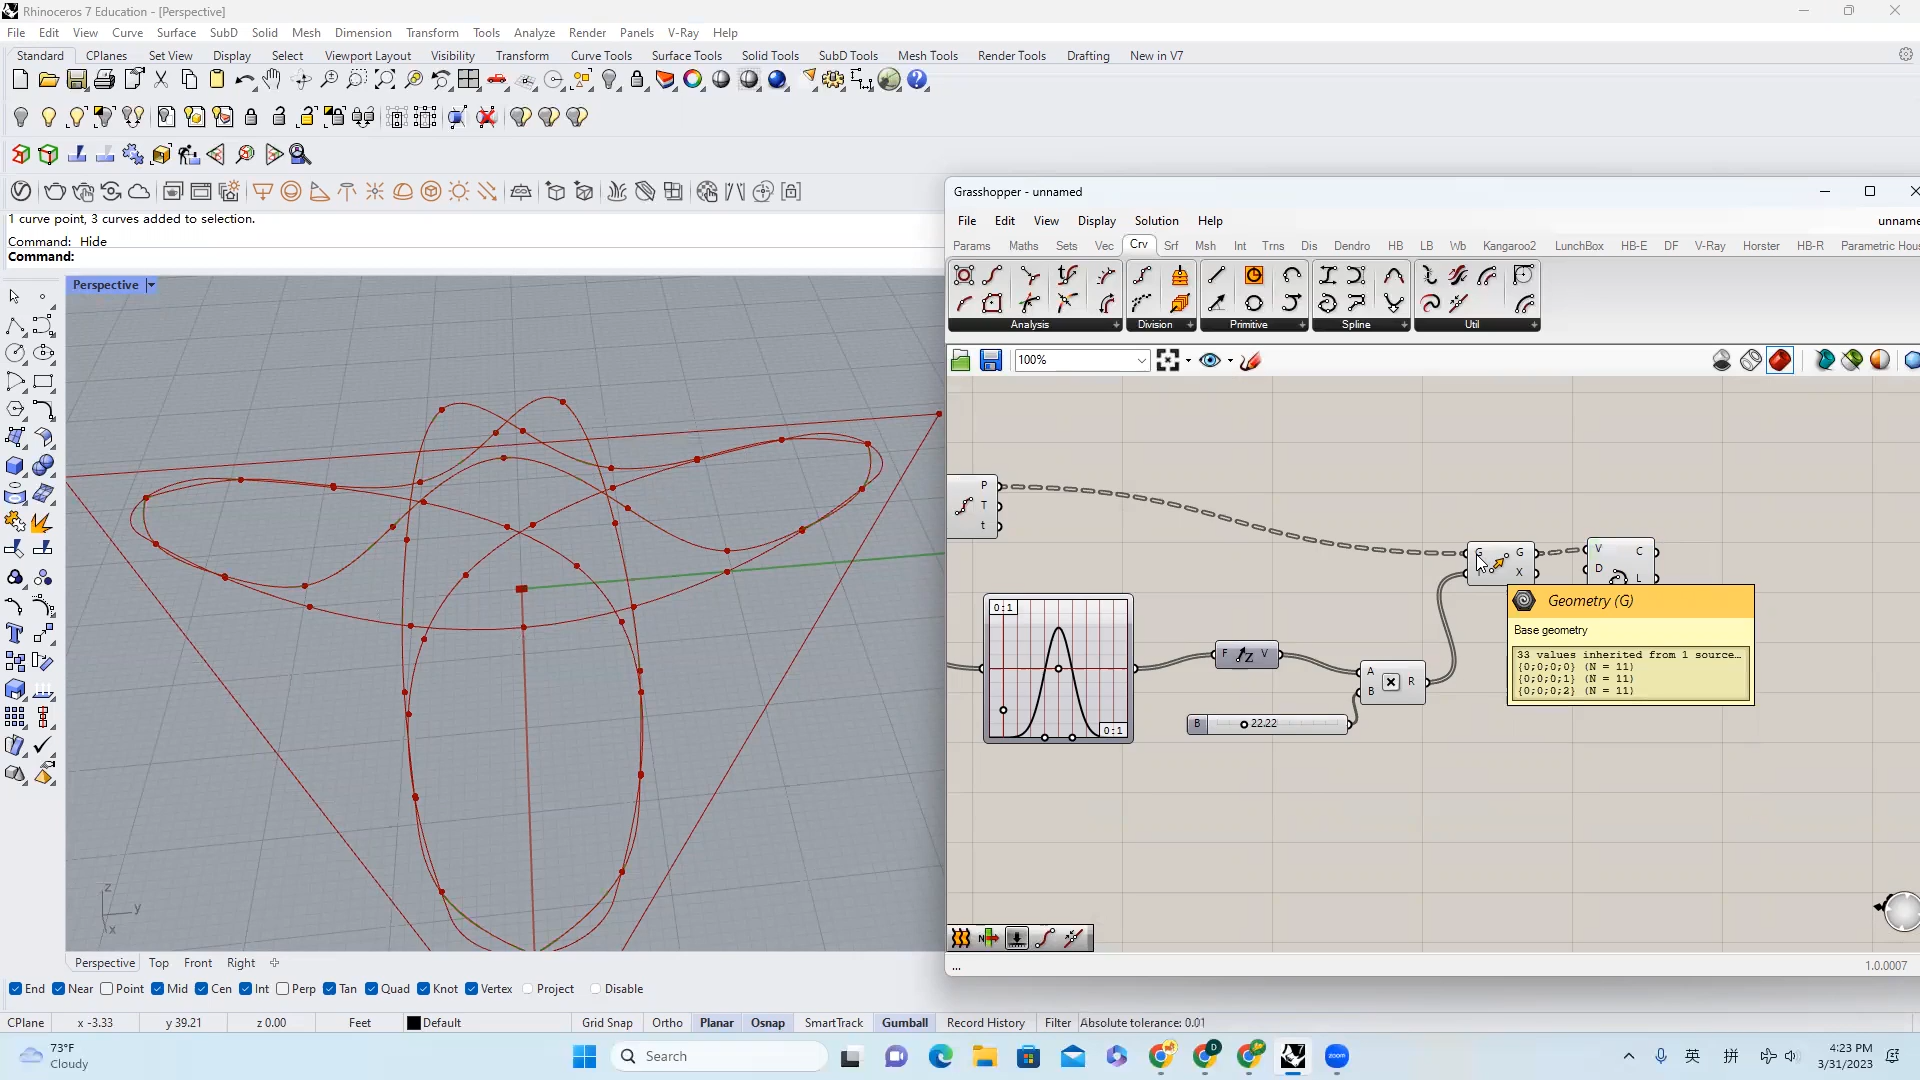 Rhinoceros 7 Education - [Perspective]
File Edit View Curve Surface SubD Solid Mesh Dimension Transform Tools Analyze Render Panels V-Ray Help
Standard CPlanes Set View Display Select Viewport Layout Visibility Transform Curve Tools Surface Tools Solid Tools SubD Tools Mesh Tools Render Tools Drafting New in V7
1 curve point, 3 curves added to selection.
Command: Hide
Command:
Perspective
z
y
x
Grasshopper - unnamed
File Edit View Display Solution Help
unname
Params Maths Sets Vec Crv Srf Msh Int Trns Dis Dendro HB LB Wb Kangaroo2 LunchBox HB-E DF V-Ray Horster HB-R Parametric Hous
Analysis Division Primitive Spline Util
100%
P
T
t
G G
X
V C
D L
Geometry (G)
Base geometry
33 values inherited from 1 source...
{0;0;0;0} (N = 11)
{0;0;0;1} (N = 11)
{0;0;0;2} (N = 11)
0:1
0:1
F Z V
A
B
R
B 22.22
...
1.0.0007
Perspective Top Front Right
End Near Point Mid Cen Int Perp Tan Quad Knot Vertex Project Disable
CPlane x -3.33 y 39.21 z 0.00 Feet Default Grid Snap Ortho Planar Osnap SmartTrack Gumball Record History Filter Absolute tolerance: 0.01
73°F
Cloudy
Search
zoom
英
拼
4:23 PM
3/31/2023